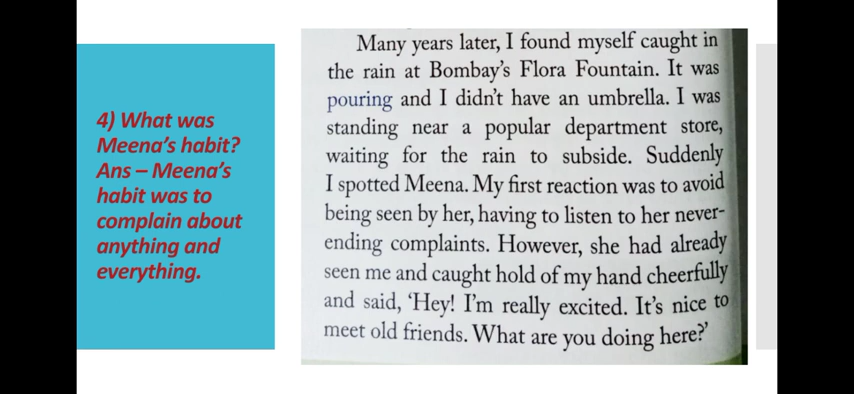 4) What was
Meena's habit?
Ans – Meena's
habit was to
complain about
anything and
everything.
Many years later, I found myself caught in
the rain at Bombay's Flora Fountain. It was
pouring and I didn't have an umbrella. I was
standing near a popular department store,
waiting for the rain to subside. Suddenly
I spotted Meena. My first reaction was to avoid
being seen by her, having to listen to her never-
ending complaints. However, she had already
seen me and caught hold of my hand cheerfully
and said, 'Hey! I'm really excited. It's nice to
meet old friends. What are you doing here?'